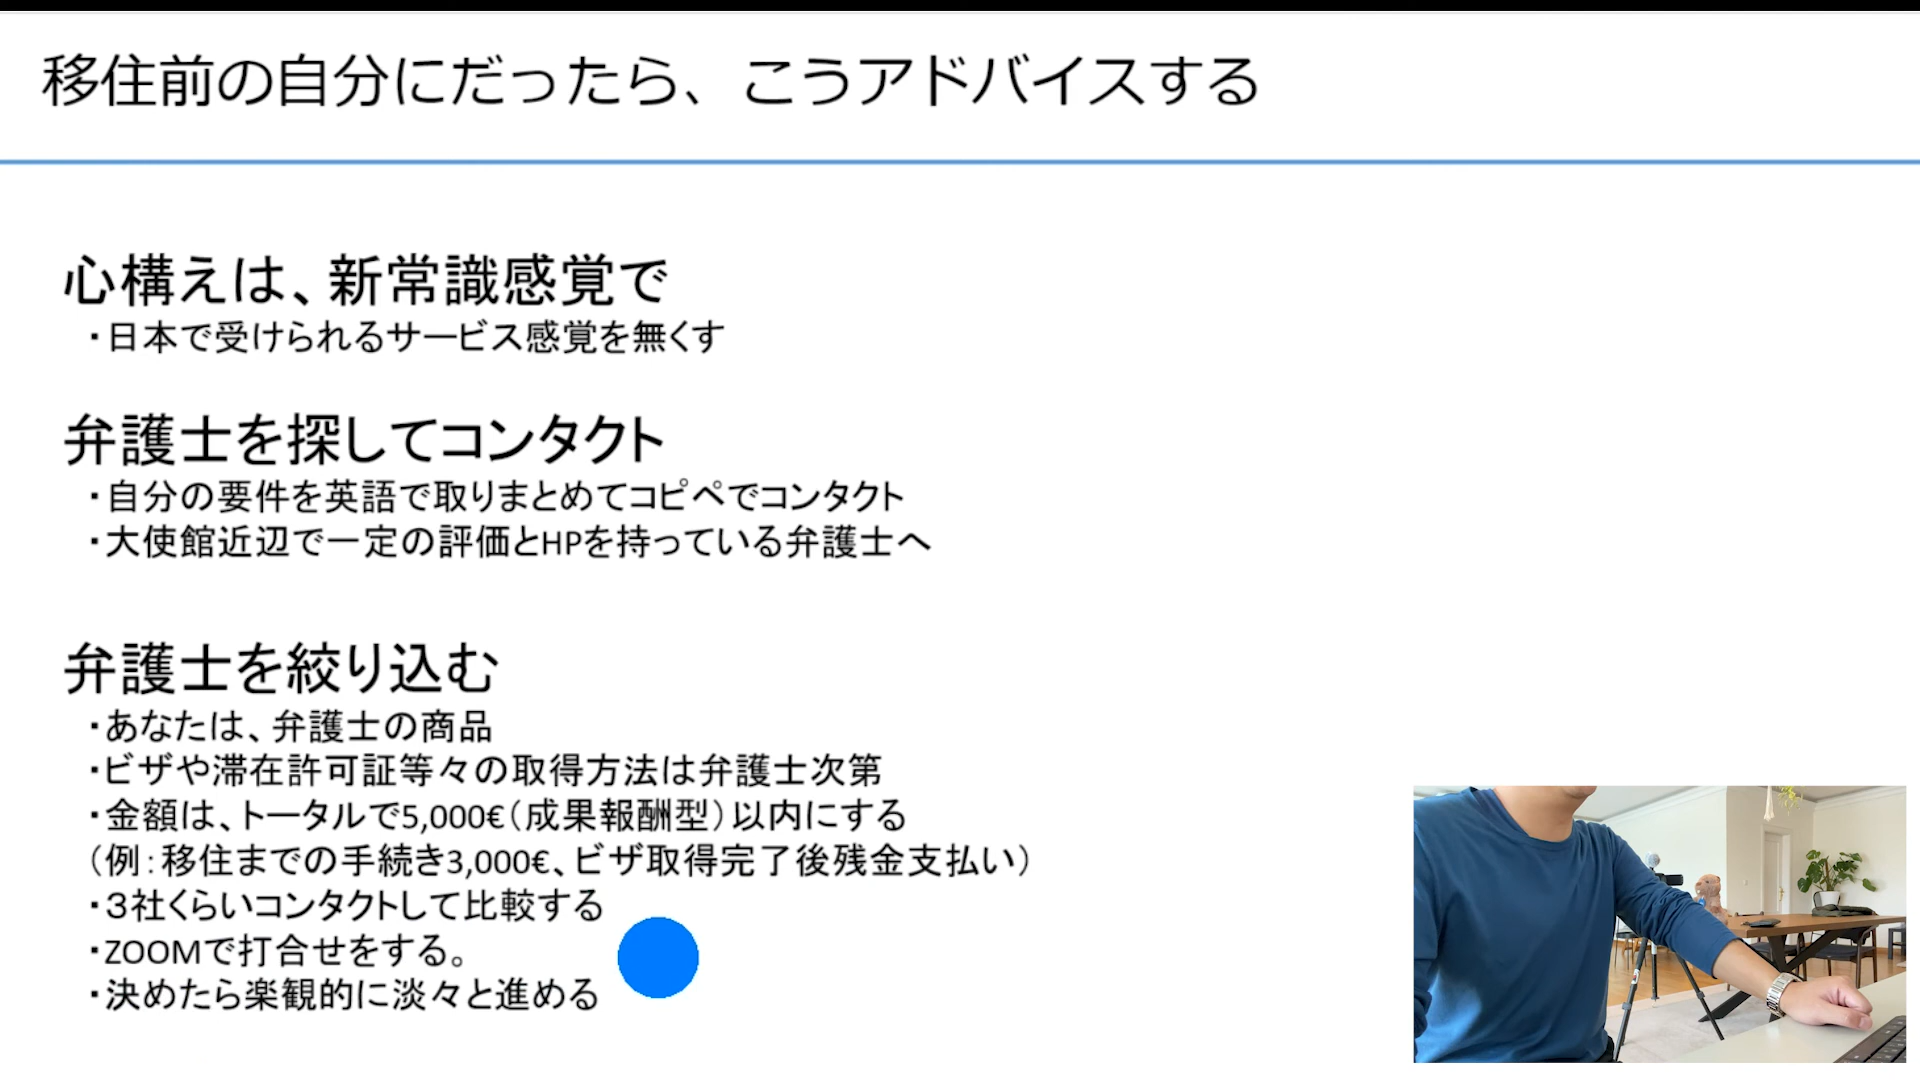 移住前の自分にだったら、こうアドバイスする
心構えは、新常識感覚で
・日本で受けられるサービス感覚を無くす
弁護士を探してコンタクト
・自分の要件を英語で取りまとめてコピペでコンタクト
・大使館近辺で一定の評価とHPを持っている弁護士へ
弁護士を絞り込む
・あなたは、弁護士の商品
・ビザや滞在許可証等々の取得方法は弁護士次第
・金額は、トータルで5,000€（成果報酬型）以内にする
（例：移住までの手続き3,000€、ビザ取得完了後残金支払い）
・３社くらいコンタクトして比較する
・ZOOMで打合せをする。
・決めたら楽観的に淡々と進める